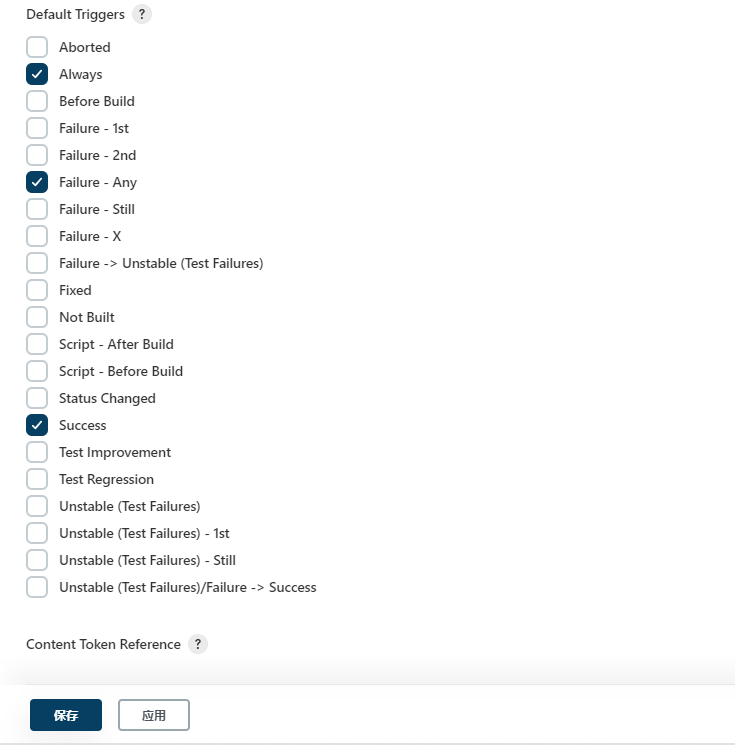 Default Triggers ?
Aborted
Always
Before Build
Failure - 1st
Failure - 2nd
Failure - Any
Failure - Still
Failure - X
Failure -> Unstable (Test Failures)
Fixed
Not Built
Script - After Build
Script - Before Build
Status Changed
Success
Test Improvement
Test Regression
Unstable (Test Failures)
Unstable (Test Failures) - 1st
Unstable (Test Failures) - Still
Unstable (Test Failures)/Failure -> Success
Content Token Reference ?
保存 应用